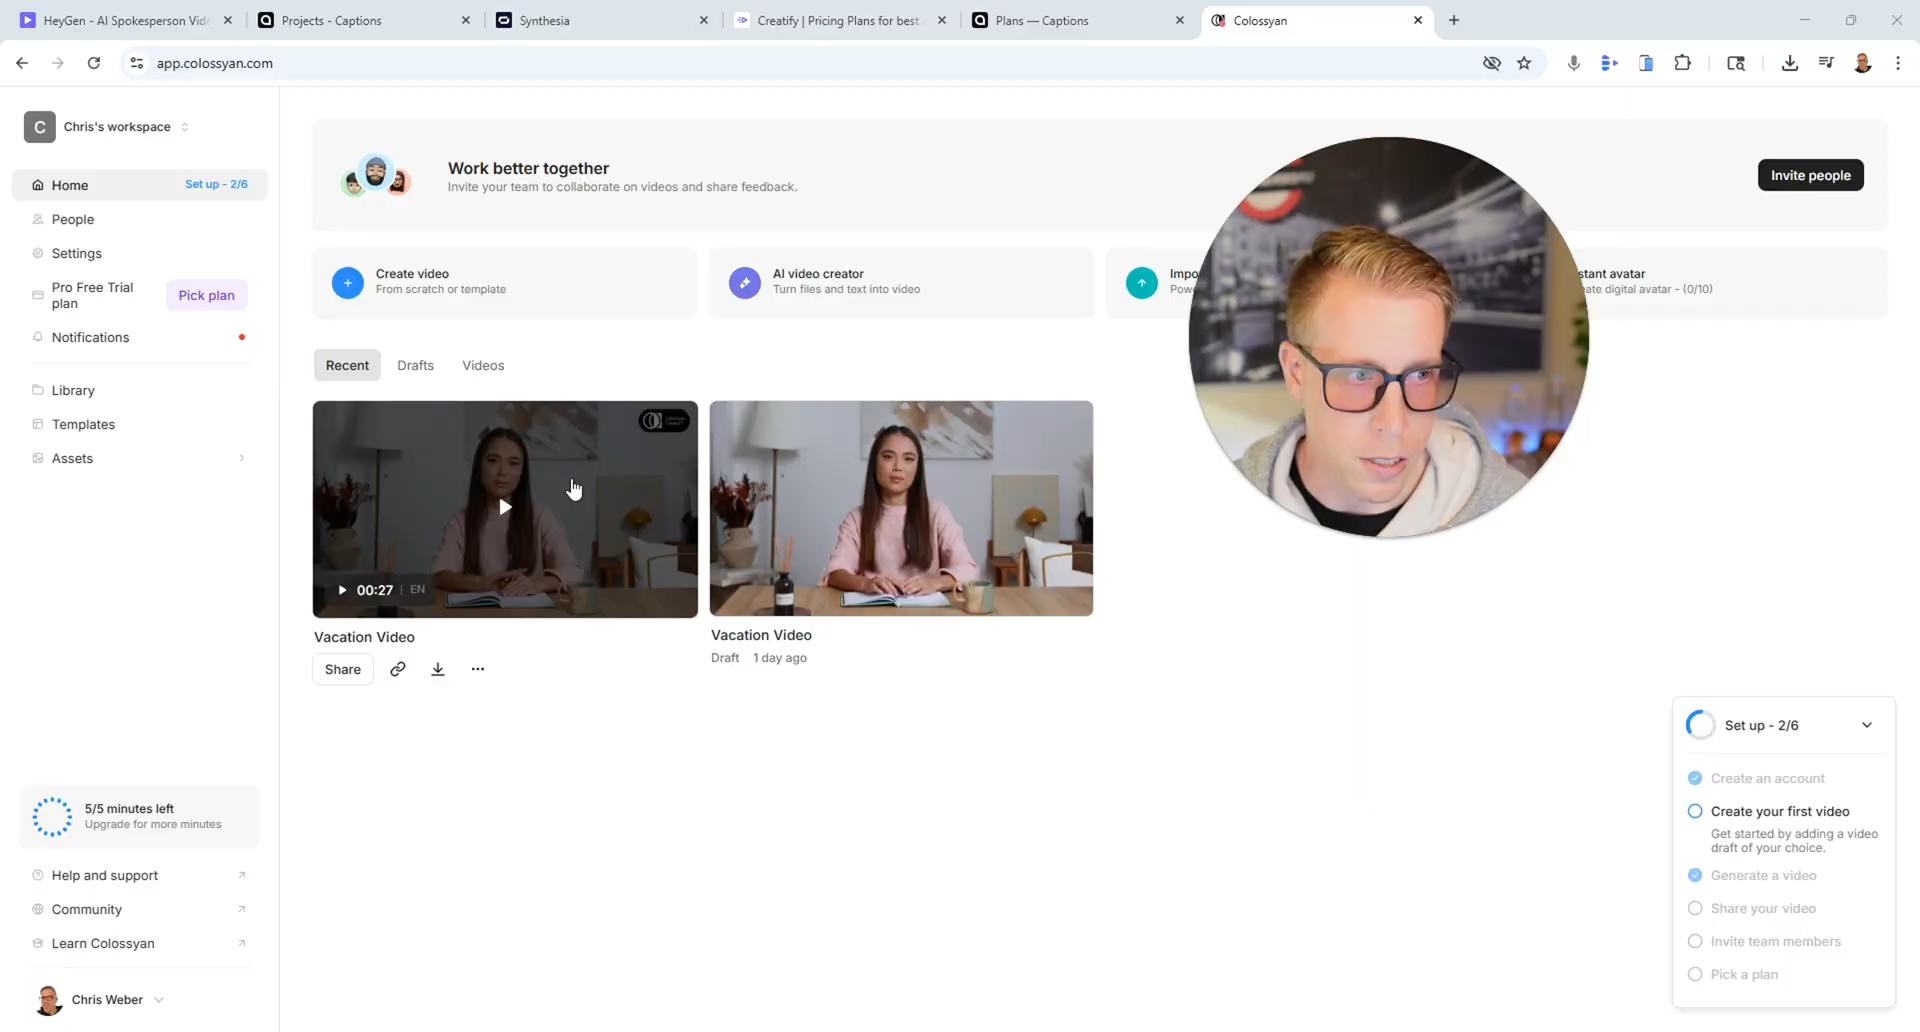 HeyGen - AI Spokesperson Vide
Projects - Captions
Synthesia
Creatify | Pricing Plans for best
Plans — Captions
Colossyan
app.colossyan.com
C
Chris's workspace
Home
Set up - 2/6
People
Settings
Pro Free Trial
plan
Pick plan
Notifications
Library
Templates
Assets
5/5 minutes left
Upgrade for more minutes
Help and support
Community
Learn Colossyan
Chris Weber
Work better together
Invite your team to collaborate on videos and share feedback.
Invite people
Create video
From scratch or template
AI video creator
Turn files and text into video
Impo
Powe
stant avatar
ate digital avatar - (0/10)
Recent
Drafts
Videos
00:27 | EN
Vacation Video
Share
Vacation Video
Draft 1 day ago
Set up - 2/6
Create an account
Create your first video
Get started by adding a video
draft of your choice.
Generate a video
Share your video
Invite team members
Pick a plan